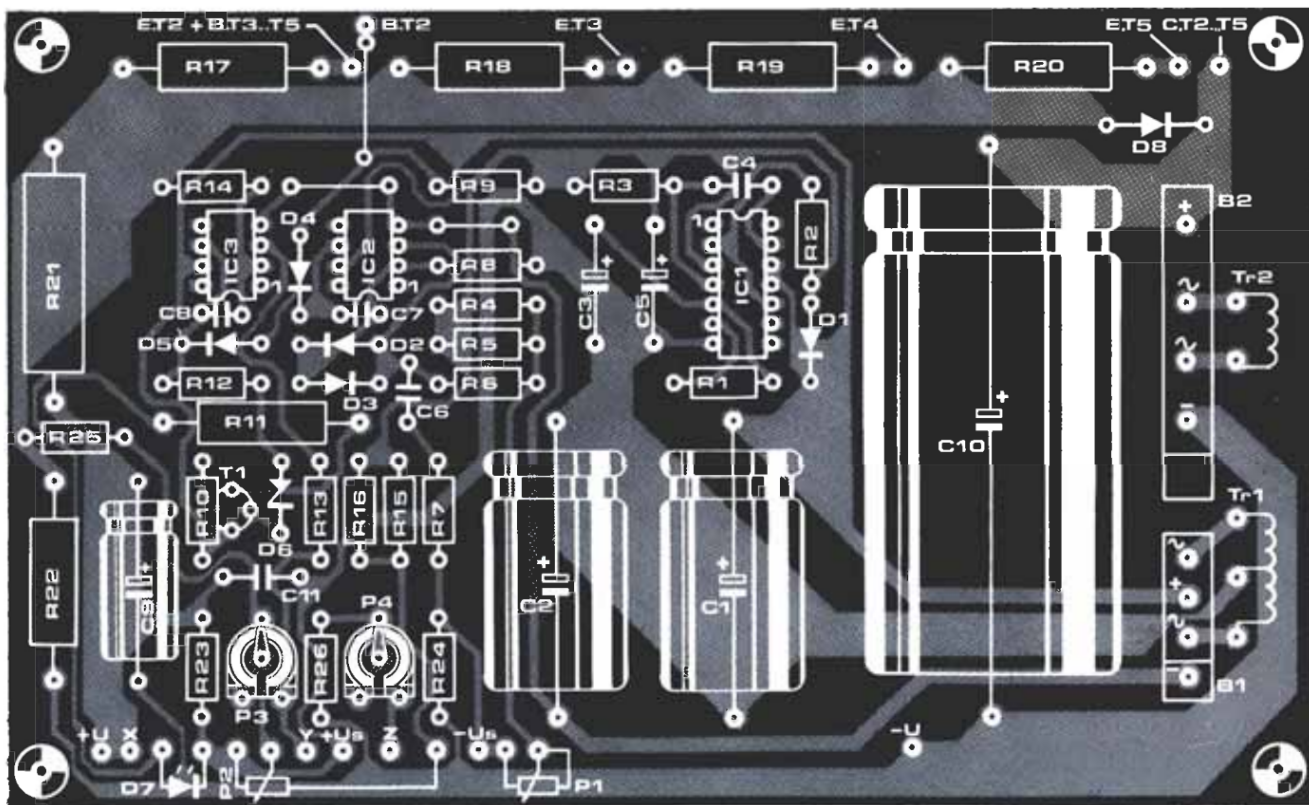 E,T2 + B.T3..T5 B,T2 E,T3 E,T4 E,T5 C,T2..T5
R17 R18 R19 R20
D8
R14 R9 R3 C4
B2
+
D4
IC3 IC2 R8 1 R2
R21
1 1 R4 C3 + C5 + IC1
~ Tr2
C8 C7 D1
D5 D2 R5 ~
R12 D3 R6 R1
C6
R11 + −
R25 C10
T1 Tr1
R10 R13 R16 R15 R7
D6 ~
R22 + + + +
C9 C11 C2 C1
P4 ~
R23 R26 R24
− B1
P3
+U X Y +Us Z −Us −U
D7 P2 P1